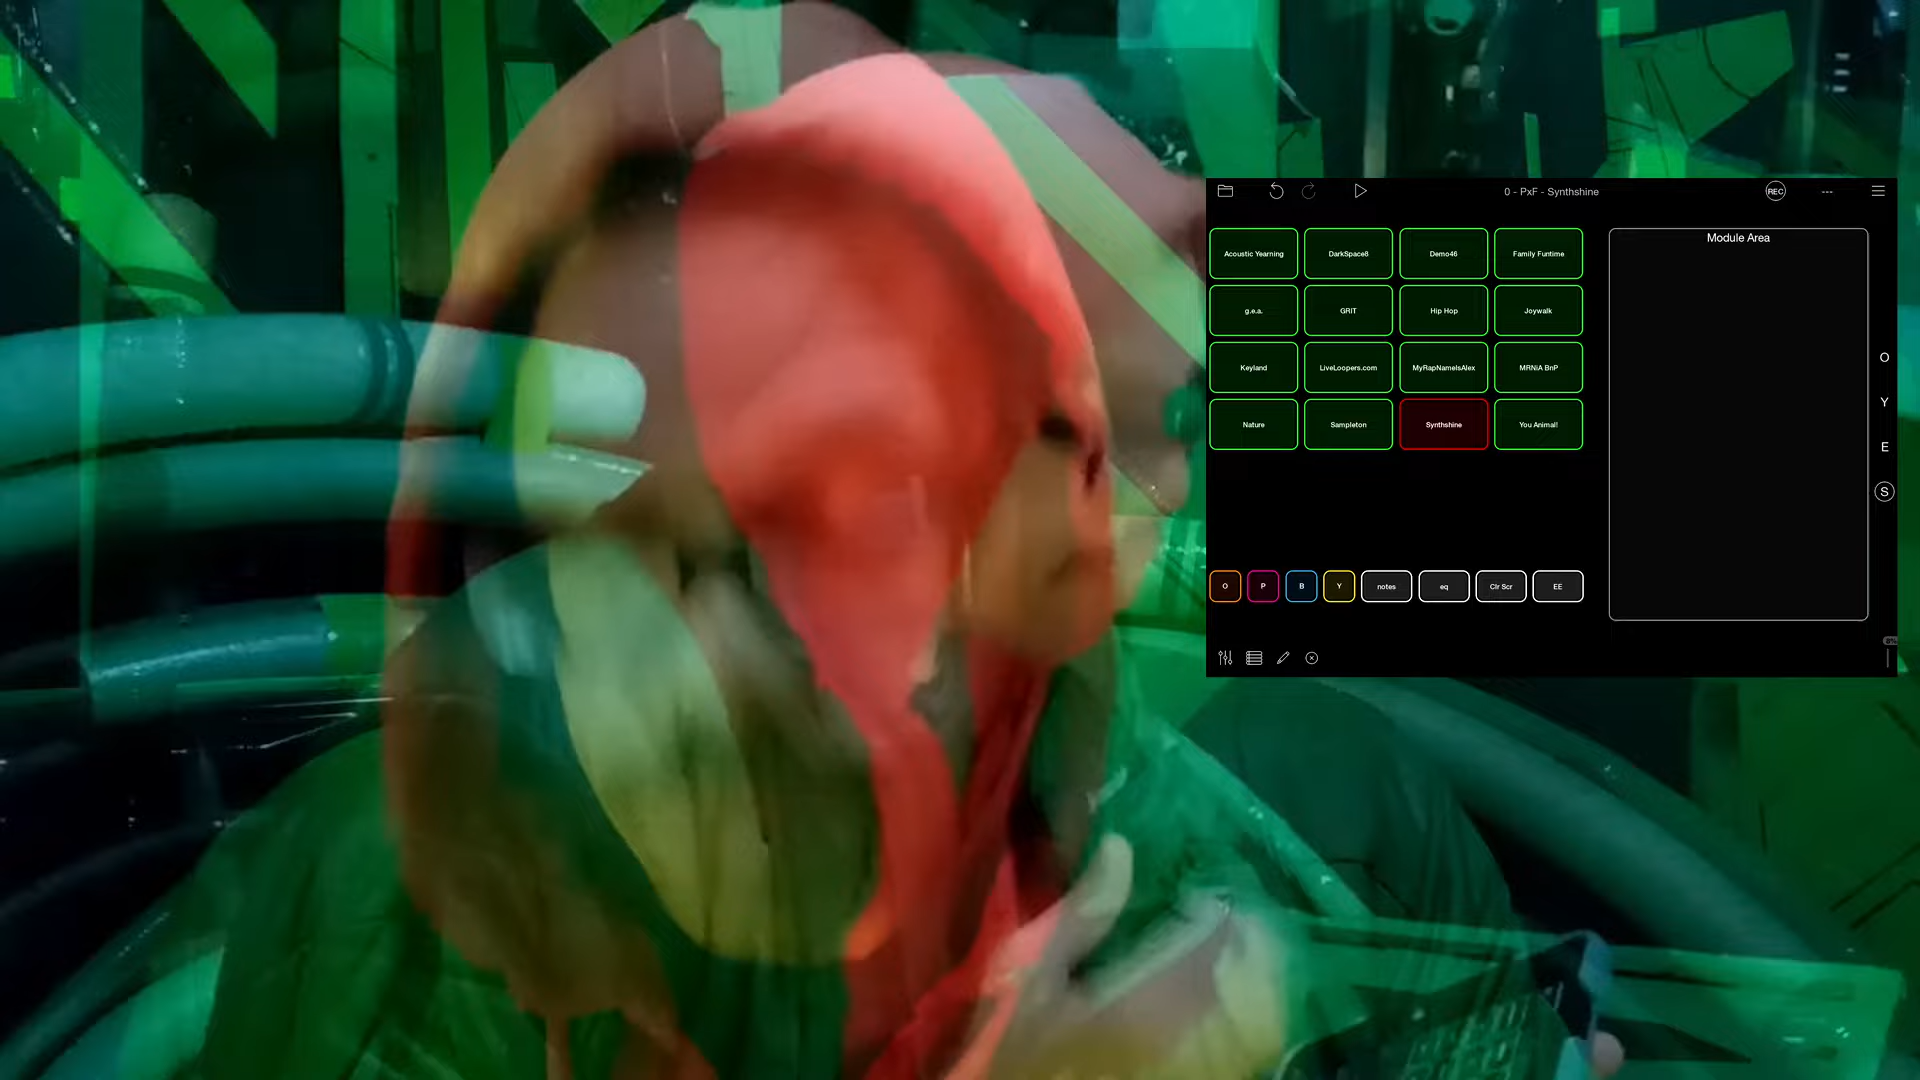 0 - PxF - Synthshine
REC
---
Acoustic Yearning
DarkSpace8
Demo46
Family Funtime
Module Area
g.e.a.
GRIT
Hip Hop
Joywalk
Keyland
LiveLoopers.com
MyRapNameIsAlex
MRNiA BnP
Nature
Sampleton
Synthshine
You Animal!
O
Y
E
S
O
P
B
Y
notes
eq
Clr Scr
EE